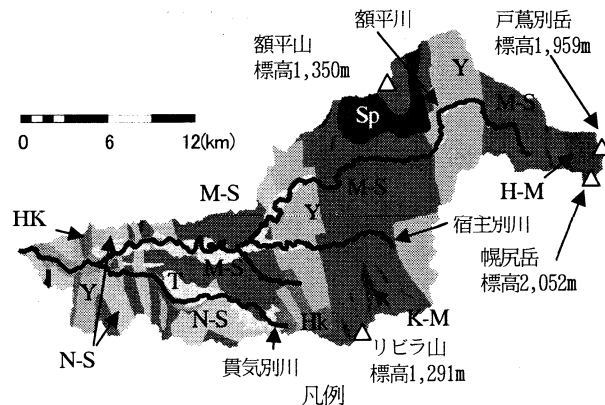 額平川
戸蔦別岳
標高1,959m
額平山
標高1,350m
Y
Sp
M-S
0 6 12(km)
H-M
M-S
M-S
HK
Y
宿主別川
幌尻岳
標高2,052m
M-S
T
Y
N-S
Hk
K-M
N-S
貫気別川
リビラ山
標高1,291m
凡例